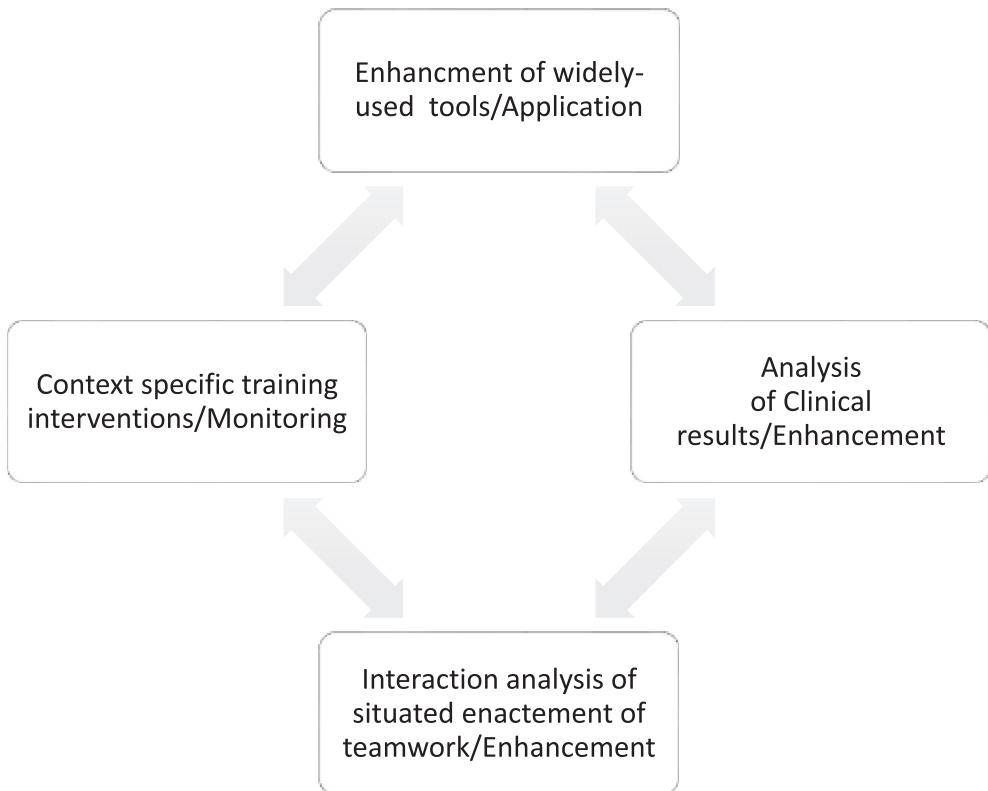 Enhancment of widely-
used  tools/Application
Context specific training
interventions/Monitoring
Analysis
of Clinical
results/Enhancement
Interaction analysis of
situated enactement of
teamwork/Enhancement